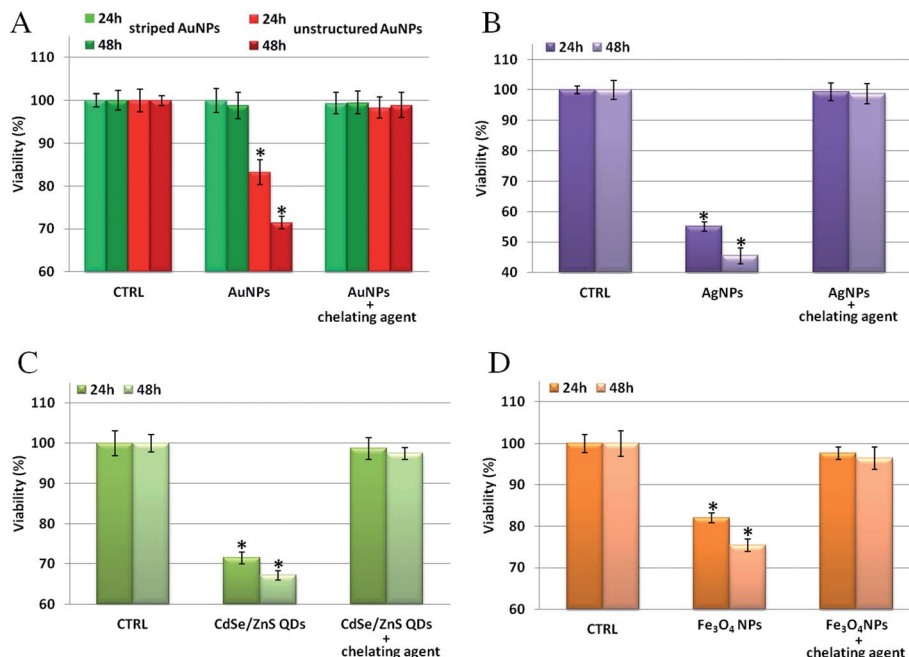 A
24h striped AuNPs 24h unstructured AuNPs
48h 48h
Viability (%)
110
100
90
80
70
60
*
*
CTRL AuNPs AuNPs
+
chelating agent
B
24h 48h
Viability (%)
110
100
90
80
70
60
50
40
*
*
CTRL AgNPs AgNPs
+
chelating agent
C
24h 48h
Viability (%)
110
100
90
80
70
60
*
*
CTRL CdSe/ZnS QDs CdSe/ZnS QDs
+
chelating agent
D
24h 48h
Viability (%)
110
100
90
80
70
60
*
*
CTRL Fe₃O₄ NPs Fe₃O₄NPs
+
chelating agent